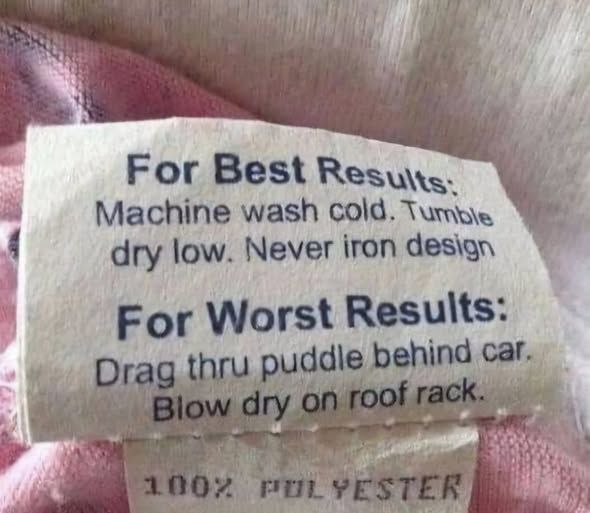 For Best Results:
Machine wash cold. Tumble
dry low. Never iron design
For Worst Results:
Drag thru puddle behind car.
Blow dry on roof rack.
100% POLYESTER